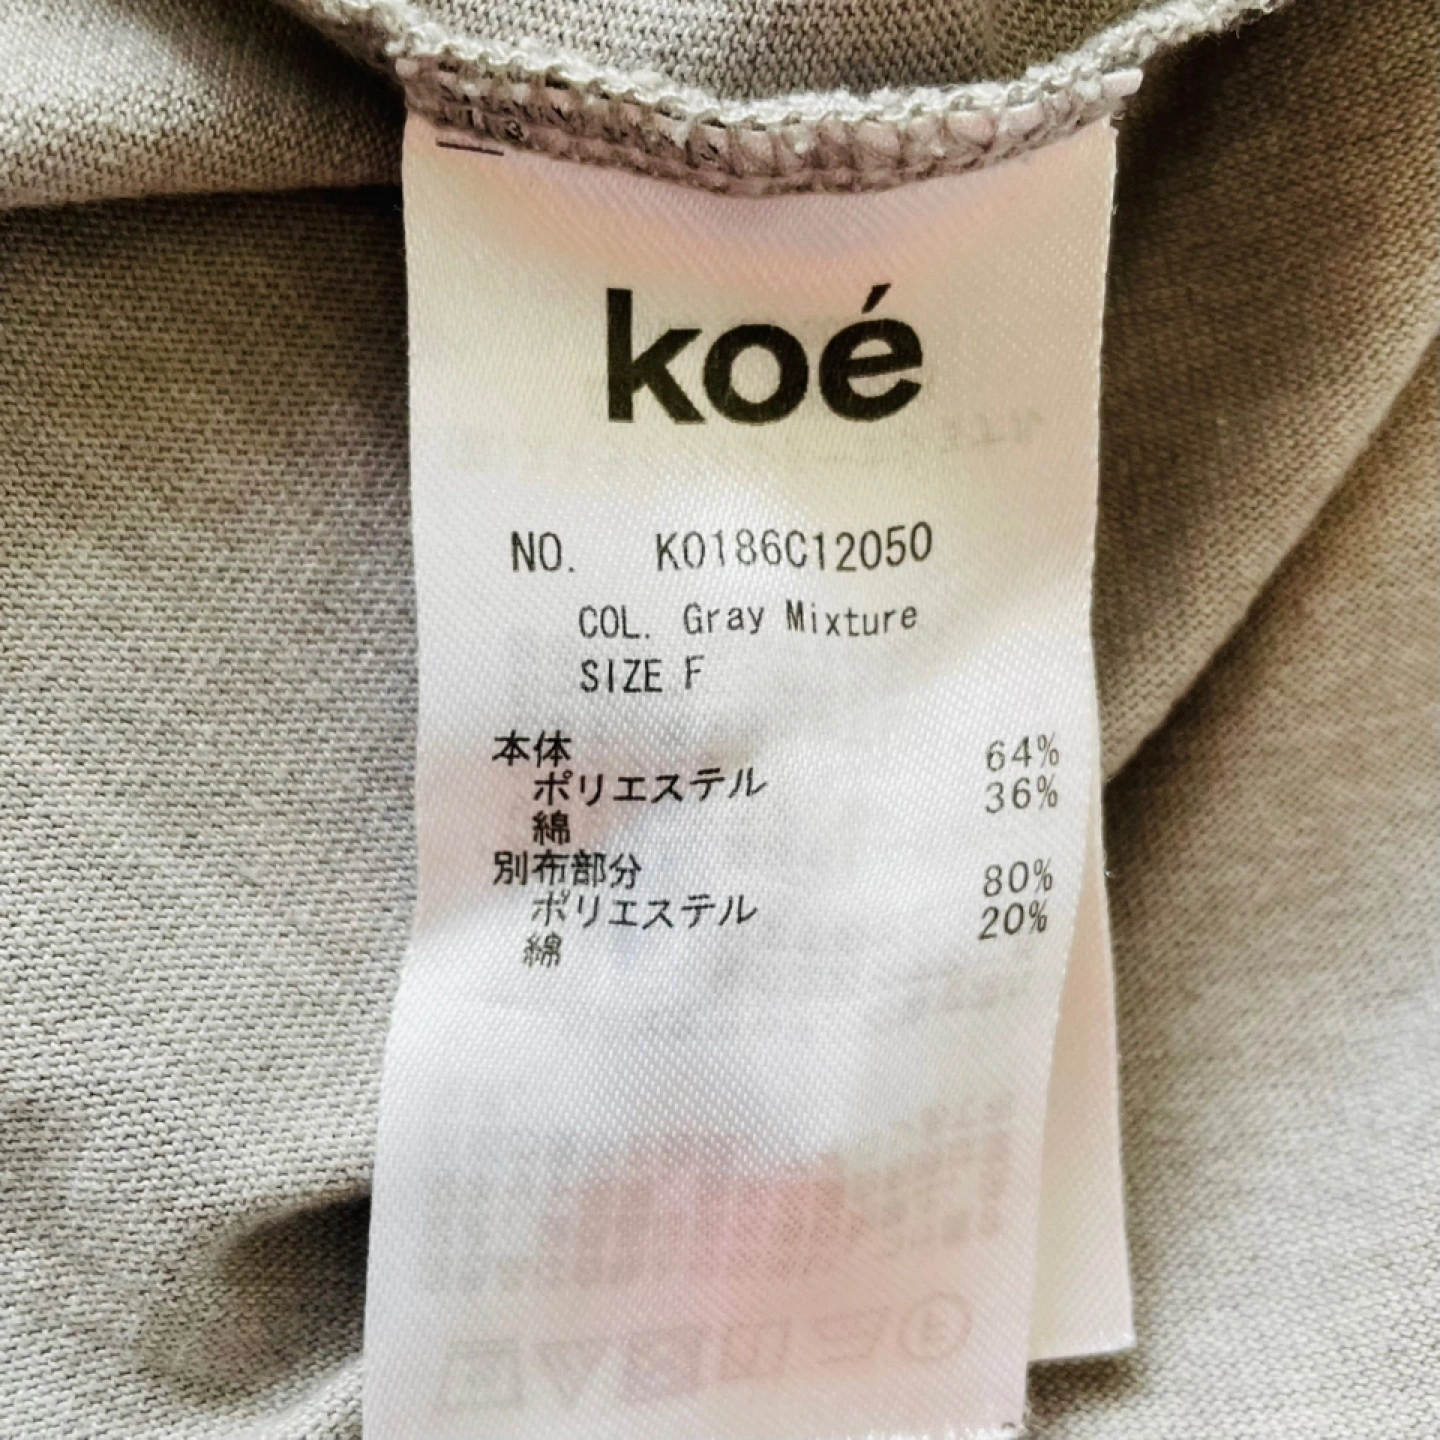 koé
NO. K0186C12050
COL. Gray Mixture
SIZE F
本体
ポリエステル 64%
綿 36%
別布部分
ポリエステル 80%
綿 20%